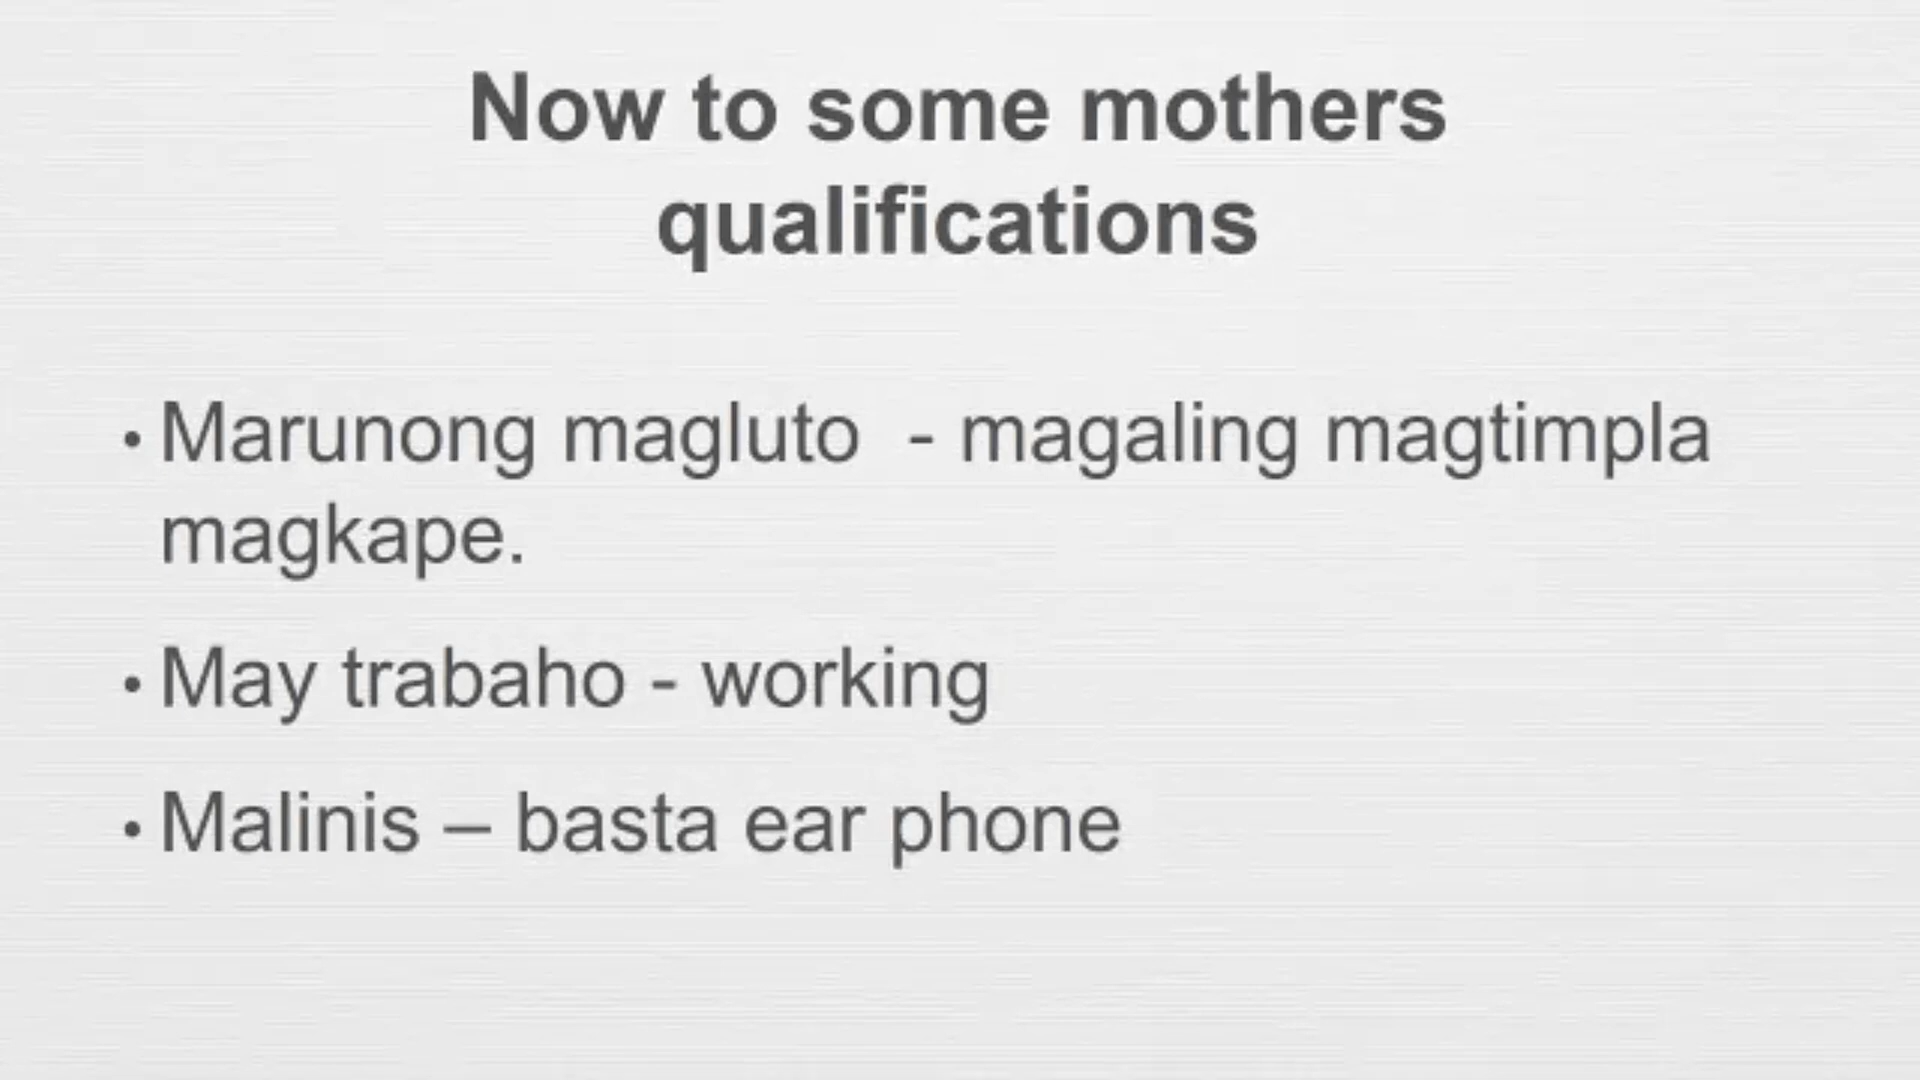 Now to some mothers
qualifications
• Marunong magluto  - magaling magtimpla
magkape.
• May trabaho - working
• Malinis – basta ear phone